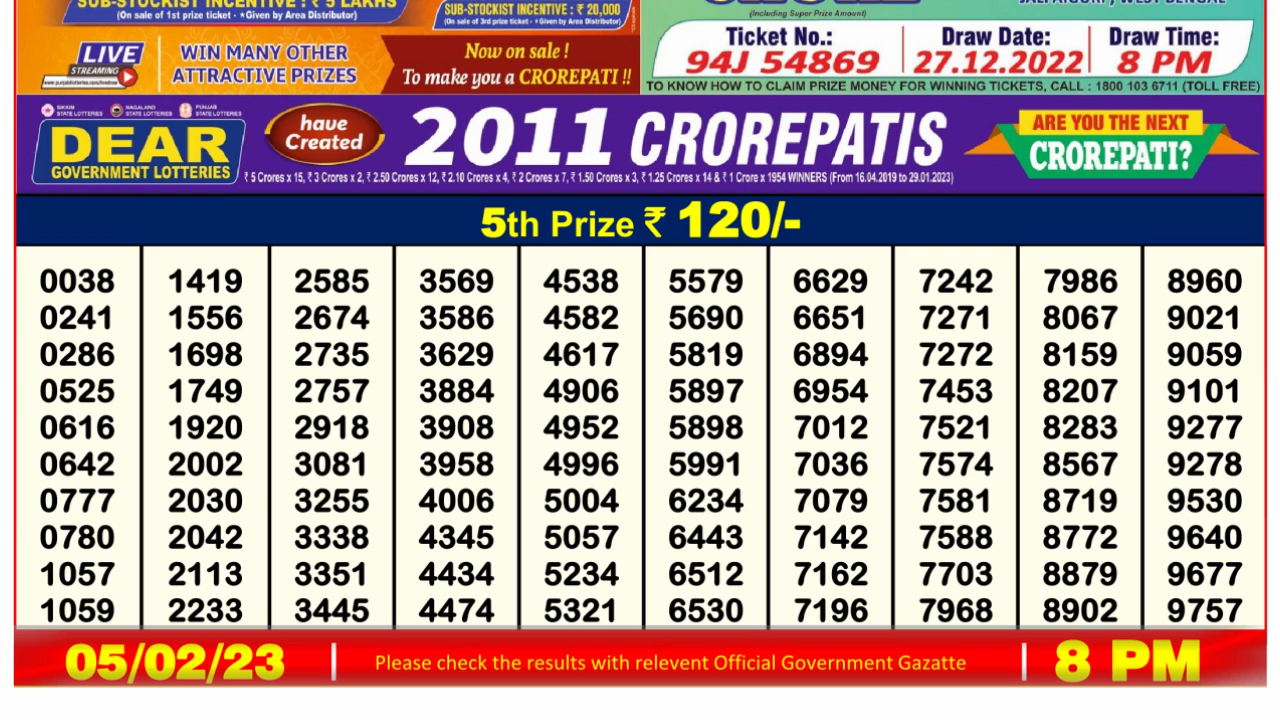 SUB-STOCKIST INCENTIVE : ₹ 5 LAKHS
(On sale of 1st prize ticket - *Given by Area Distributor)
SUB-STOCKIST INCENTIVE : ₹ 20,000
(On sale of 3rd prize ticket - *Given by Area Distributor)
LIVE
STREAMING
WIN MANY OTHER
ATTRACTIVE PRIZES
Now on sale !
To make you a CROREPATI !!
(Including Super Prize Amount)
JALPAIGURI, WEST BENGAL
Ticket No.: Draw Date: Draw Time:
94J 54869 27.12.2022 8 PM
TO KNOW HOW TO CLAIM PRIZE MONEY FOR WINNING TICKETS, CALL : 1800 103 6711 (TOLL FREE)
SIKKIM STATE LOTTERIES NAGALAND STATE LOTTERIES PUNJAB STATE LOTTERIES
DEAR
GOVERNMENT LOTTERIES
have
Created
2011 CROREPATIS
ARE YOU THE NEXT
CROREPATI?
₹ 5 Crores x 15, ₹ 3 Crores x 2, ₹ 2.50 Crores x 12, ₹ 2.10 Crores x 4, ₹ 2 Crores x 7, ₹ 1.50 Crores x 3, ₹ 1.25 Crores x 14 & ₹ 1 Crore x 1954 WINNERS (From 16.04.2019 to 29.01.2023)
5th Prize ₹ 120/-
0038 1419 2585 3569 4538 5579 6629 7242 7986 8960
0241 1556 2674 3586 4582 5690 6651 7271 8067 9021
0286 1698 2735 3629 4617 5819 6894 7272 8159 9059
0525 1749 2757 3884 4906 5897 6954 7453 8207 9101
0616 1920 2918 3908 4952 5898 7012 7521 8283 9277
0642 2002 3081 3958 4996 5991 7036 7574 8567 9278
0777 2030 3255 4006 5004 6234 7079 7581 8719 9530
0780 2042 3338 4345 5057 6443 7142 7588 8772 9640
1057 2113 3351 4434 5234 6512 7162 7703 8879 9677
1059 2233 3445 4474 5321 6530 7196 7968 8902 9757
05/02/23 Please check the results with relevent Official Government Gazatte 8 PM